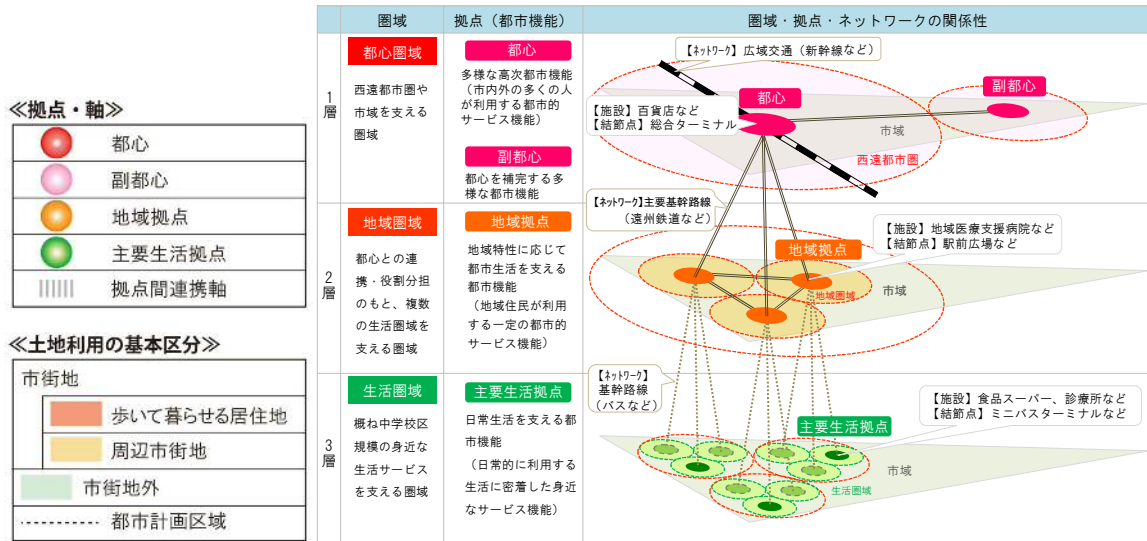 ≪拠点・軸≫
都心
副都心
地域拠点
主要生活拠点
拠点間連携軸
≪土地利用の基本区分≫
市街地
歩いて暮らせる居住地
周辺市街地
市街地外
都市計画区域
圏域
拠点（都市機能）
圏域・拠点・ネットワークの関係性
1層
都心圏域
西遠都市圏や
市域を支える
圏域
都心
多様な高次都市機能
（市内外の多くの人
が利用する都市的
サービス機能）
副都心
都心を補完する多
様な都市機能
【ネットワーク】広域交通（新幹線など）
都心
副都心
【施設】百貨店など
【結節点】総合ターミナル
市域
西遠都市圏
【ネットワーク】主要基幹路線
（遠州鉄道など）
2層
地域圏域
都心との連
携・役割分担
のもと、複数
の生活圏域を
支える圏域
地域拠点
地域特性に応じて
都市生活を支える
都市機能
（地域住民が利用
する一定の都市的
サービス機能）
【施設】地域医療支援病院など
【結節点】駅前広場など
地域拠点
市域
地域圏域
【ネットワーク】
基幹路線
（バスなど）
3層
生活圏域
概ね中学校区
規模の身近な
生活サービス
を支える圏域
主要生活拠点
日常生活を支える都
市機能
（日常的に利用する
生活に密着した身近
なサービス機能）
【施設】食品スーパー、診療所など
【結節点】ミニバスターミナルなど
主要生活拠点
市域
生活圏域